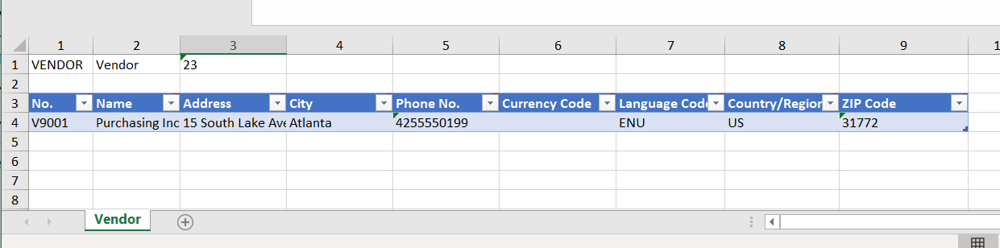 1 2 3 4 5 6 7 8 9 1
1 VENDOR Vendor 23
2
3 No. Name Address City Phone No. Currency Code Language Code Country/Region ZIP Code
4 V9001 Purchasing Inc 15 South Lake Ave Atlanta 4255550199 ENU US 31772
5
6
7
8
Vendor